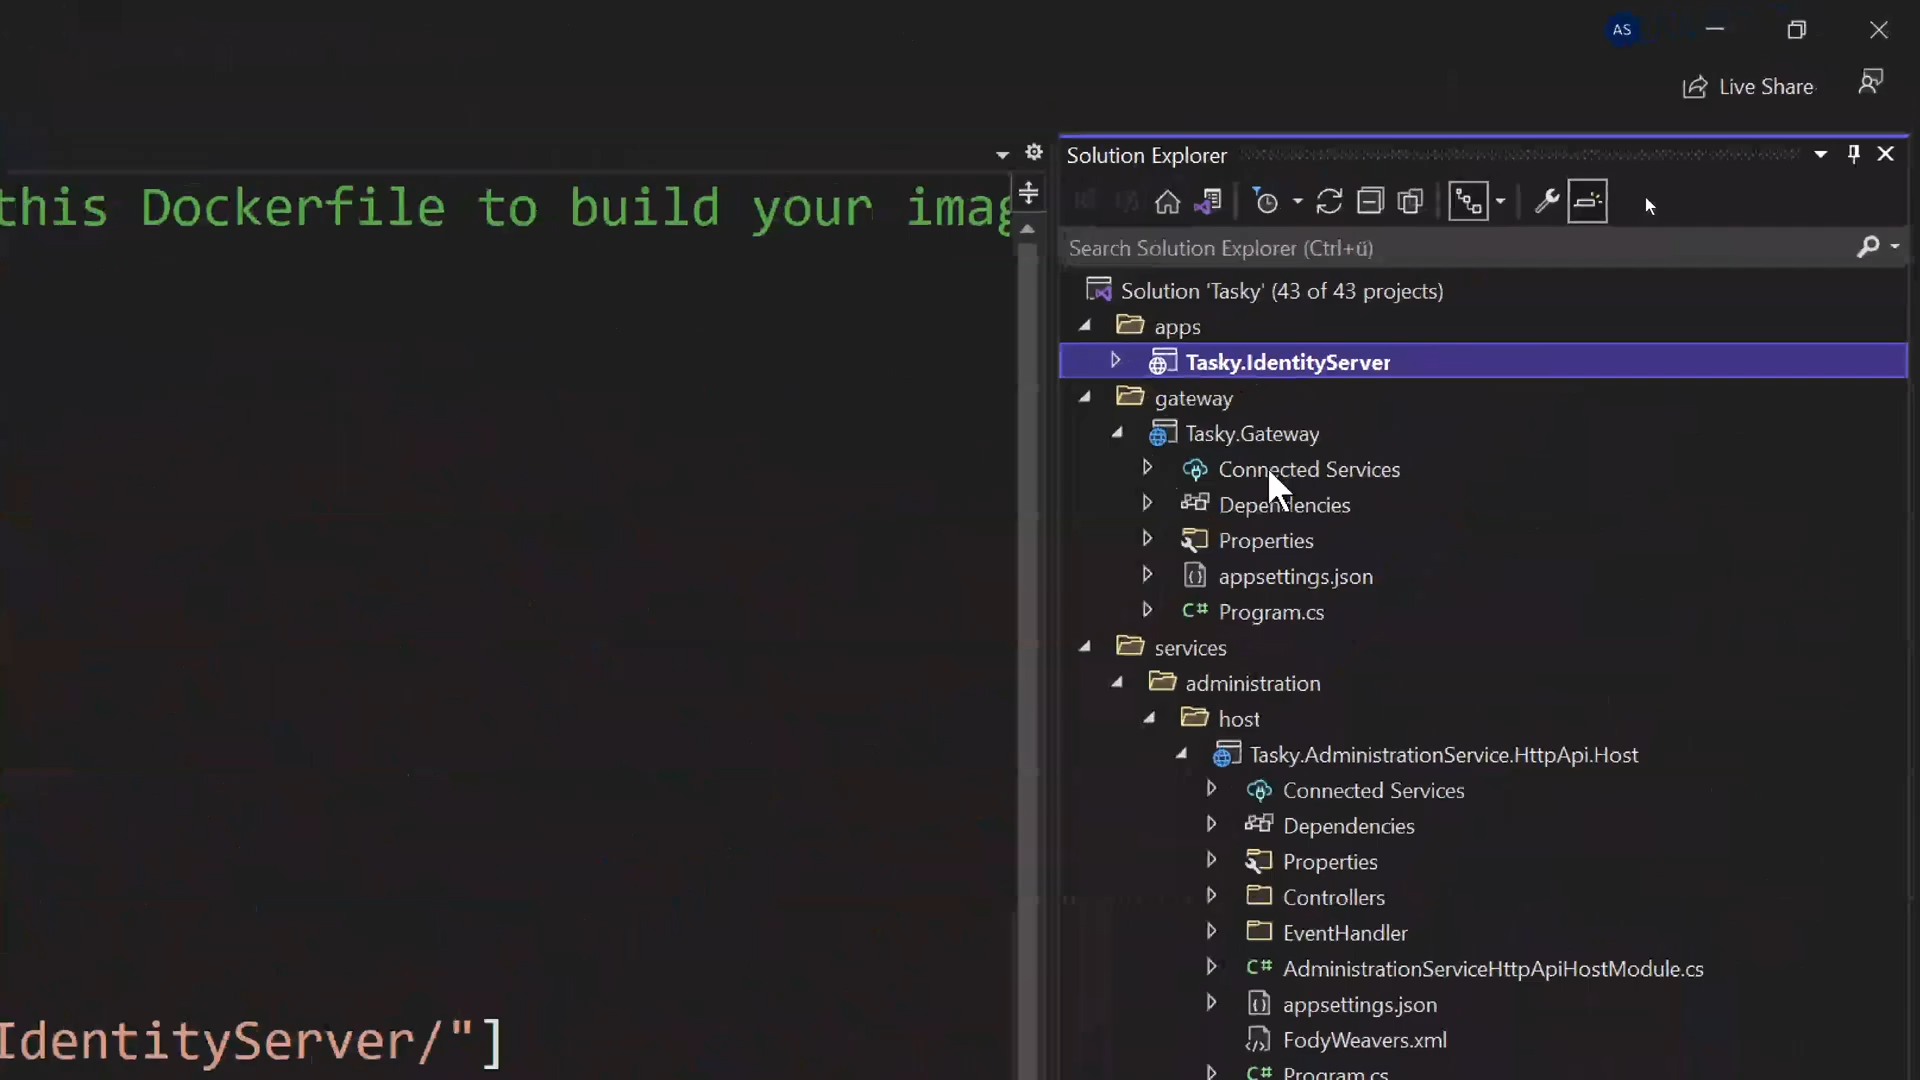 AS
Live Share
Solution Explorer
this Dockerfile to build your imag
Search Solution Explorer (Ctrl+ü)
Solution 'Tasky' (43 of 43 projects)
apps
Tasky.IdentityServer
gateway
Tasky.Gateway
Connected Services
Dependencies
Properties
appsettings.json
C# Program.cs
services
administration
host
Tasky.AdministrationService.HttpApi.Host
Connected Services
Dependencies
Properties
Controllers
EventHandler
C# AdministrationServiceHttpApiHostModule.cs
appsettings.json
IdentityServer/"]
FodyWeavers.xml
C# Program.cs